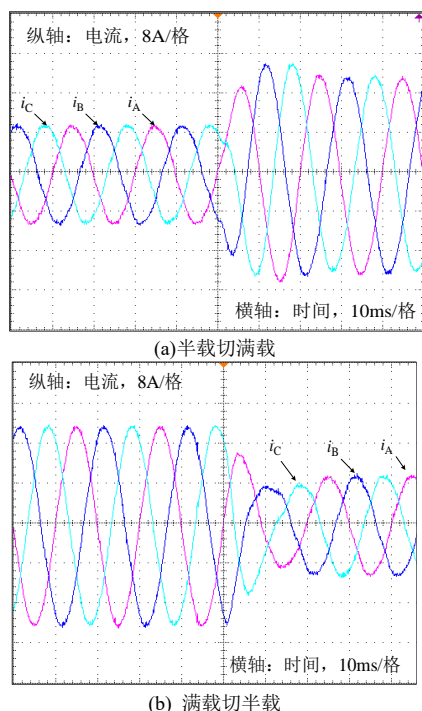 纵轴：电流，8A/格
iC iB iA
横轴：时间，10ms/格
(a)半载切满载
纵轴：电流，8A/格
iC iB iA
横轴：时间，10ms/格
(b) 满载切半载